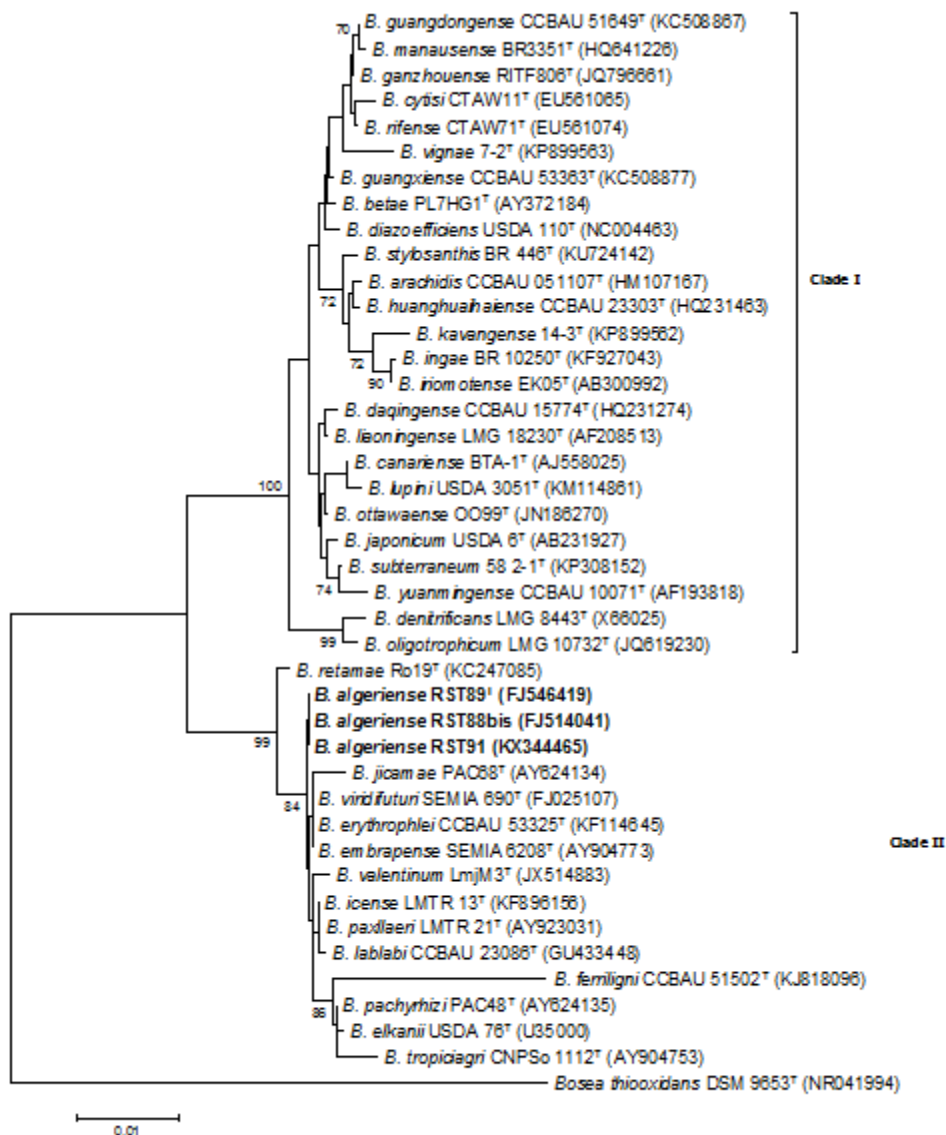 B. guangdongense CCBAU 51649ᵀ (KC508867)
70
B. manausense BR3351ᵀ (HQ641226)
B. ganzhouense RITF806ᵀ (JQ796661)
B. cytisi CTAW11ᵀ (EU561065)
B. rifense CTAW71ᵀ (EU561074)
B. vignae 7-2ᵀ (KP899563)
B. guangxiense CCBAU 53363ᵀ (KC508877)
B. betae PL7HG1ᵀ (AY372184)
B. diazoefficiens USDA 110ᵀ (NC004463)
B. stylosanthis BR 446ᵀ (KU724142)
B. arachidis CCBAU 051107ᵀ (HM107167)
Clade I
72
B. huanghuaihaiense CCBAU 23303ᵀ (HQ231463)
B. kavangense 14-3ᵀ (KP899562)
72
B. ingae BR 10250ᵀ (KF927043)
90
B. iriomotense EK05ᵀ (AB300992)
B. daqingense CCBAU 15774ᵀ (HQ231274)
B. liaoningense LMG 18230ᵀ (AF208513)
B. canariense BTA-1ᵀ (AJ558025)
100
B. lupini USDA 3051ᵀ (KM114861)
B. ottawaense OO99ᵀ (JN186270)
B. japonicum USDA 6ᵀ (AB231927)
B. subterraneum 58 2-1ᵀ (KP308152)
74
B. yuanmingense CCBAU 10071ᵀ (AF193818)
B. denitrificans LMG 8443ᵀ (X66025)
99
B. oligotrophicum LMG 10732ᵀ (JQ619230)
B. retamae Ro19ᵀ (KC247085)
B. algeriense RST89ᵀ (FJ546419)
B. algeriense RST88bis (FJ514041)
99
B. algeriense RST91 (KX344465)
B. jicamae PAC68ᵀ (AY624134)
84
B. viridifuturi SEMIA 690ᵀ (FJ025107)
B. erythrophlei CCBAU 53325ᵀ (KF114645)
Clade II
B. embrapense SEMIA 6208ᵀ (AY904773)
B. valentinum LmjM3ᵀ (JX514883)
B. icense LMTR 13ᵀ (KF896156)
B. paxllaeri LMTR 21ᵀ (AY923031)
B. lablabi CCBAU 23086ᵀ (GU433448)
B. ferriligni CCBAU 51502ᵀ (KJ818096)
86
B. pachyrhizi PAC48ᵀ (AY624135)
B. elkanii USDA 76ᵀ (U35000)
B. tropiciagri CNPSo 1112ᵀ (AY904753)
Bosea thiooxidans DSM 9653ᵀ (NR041994)
0.01